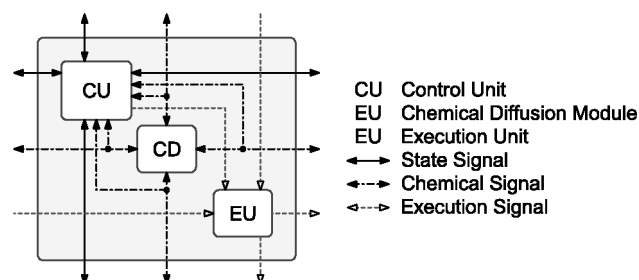 CU
CD
EU
CU Control Unit
EU Chemical Diffusion Module
EU Execution Unit
State Signal
Chemical Signal
Execution Signal